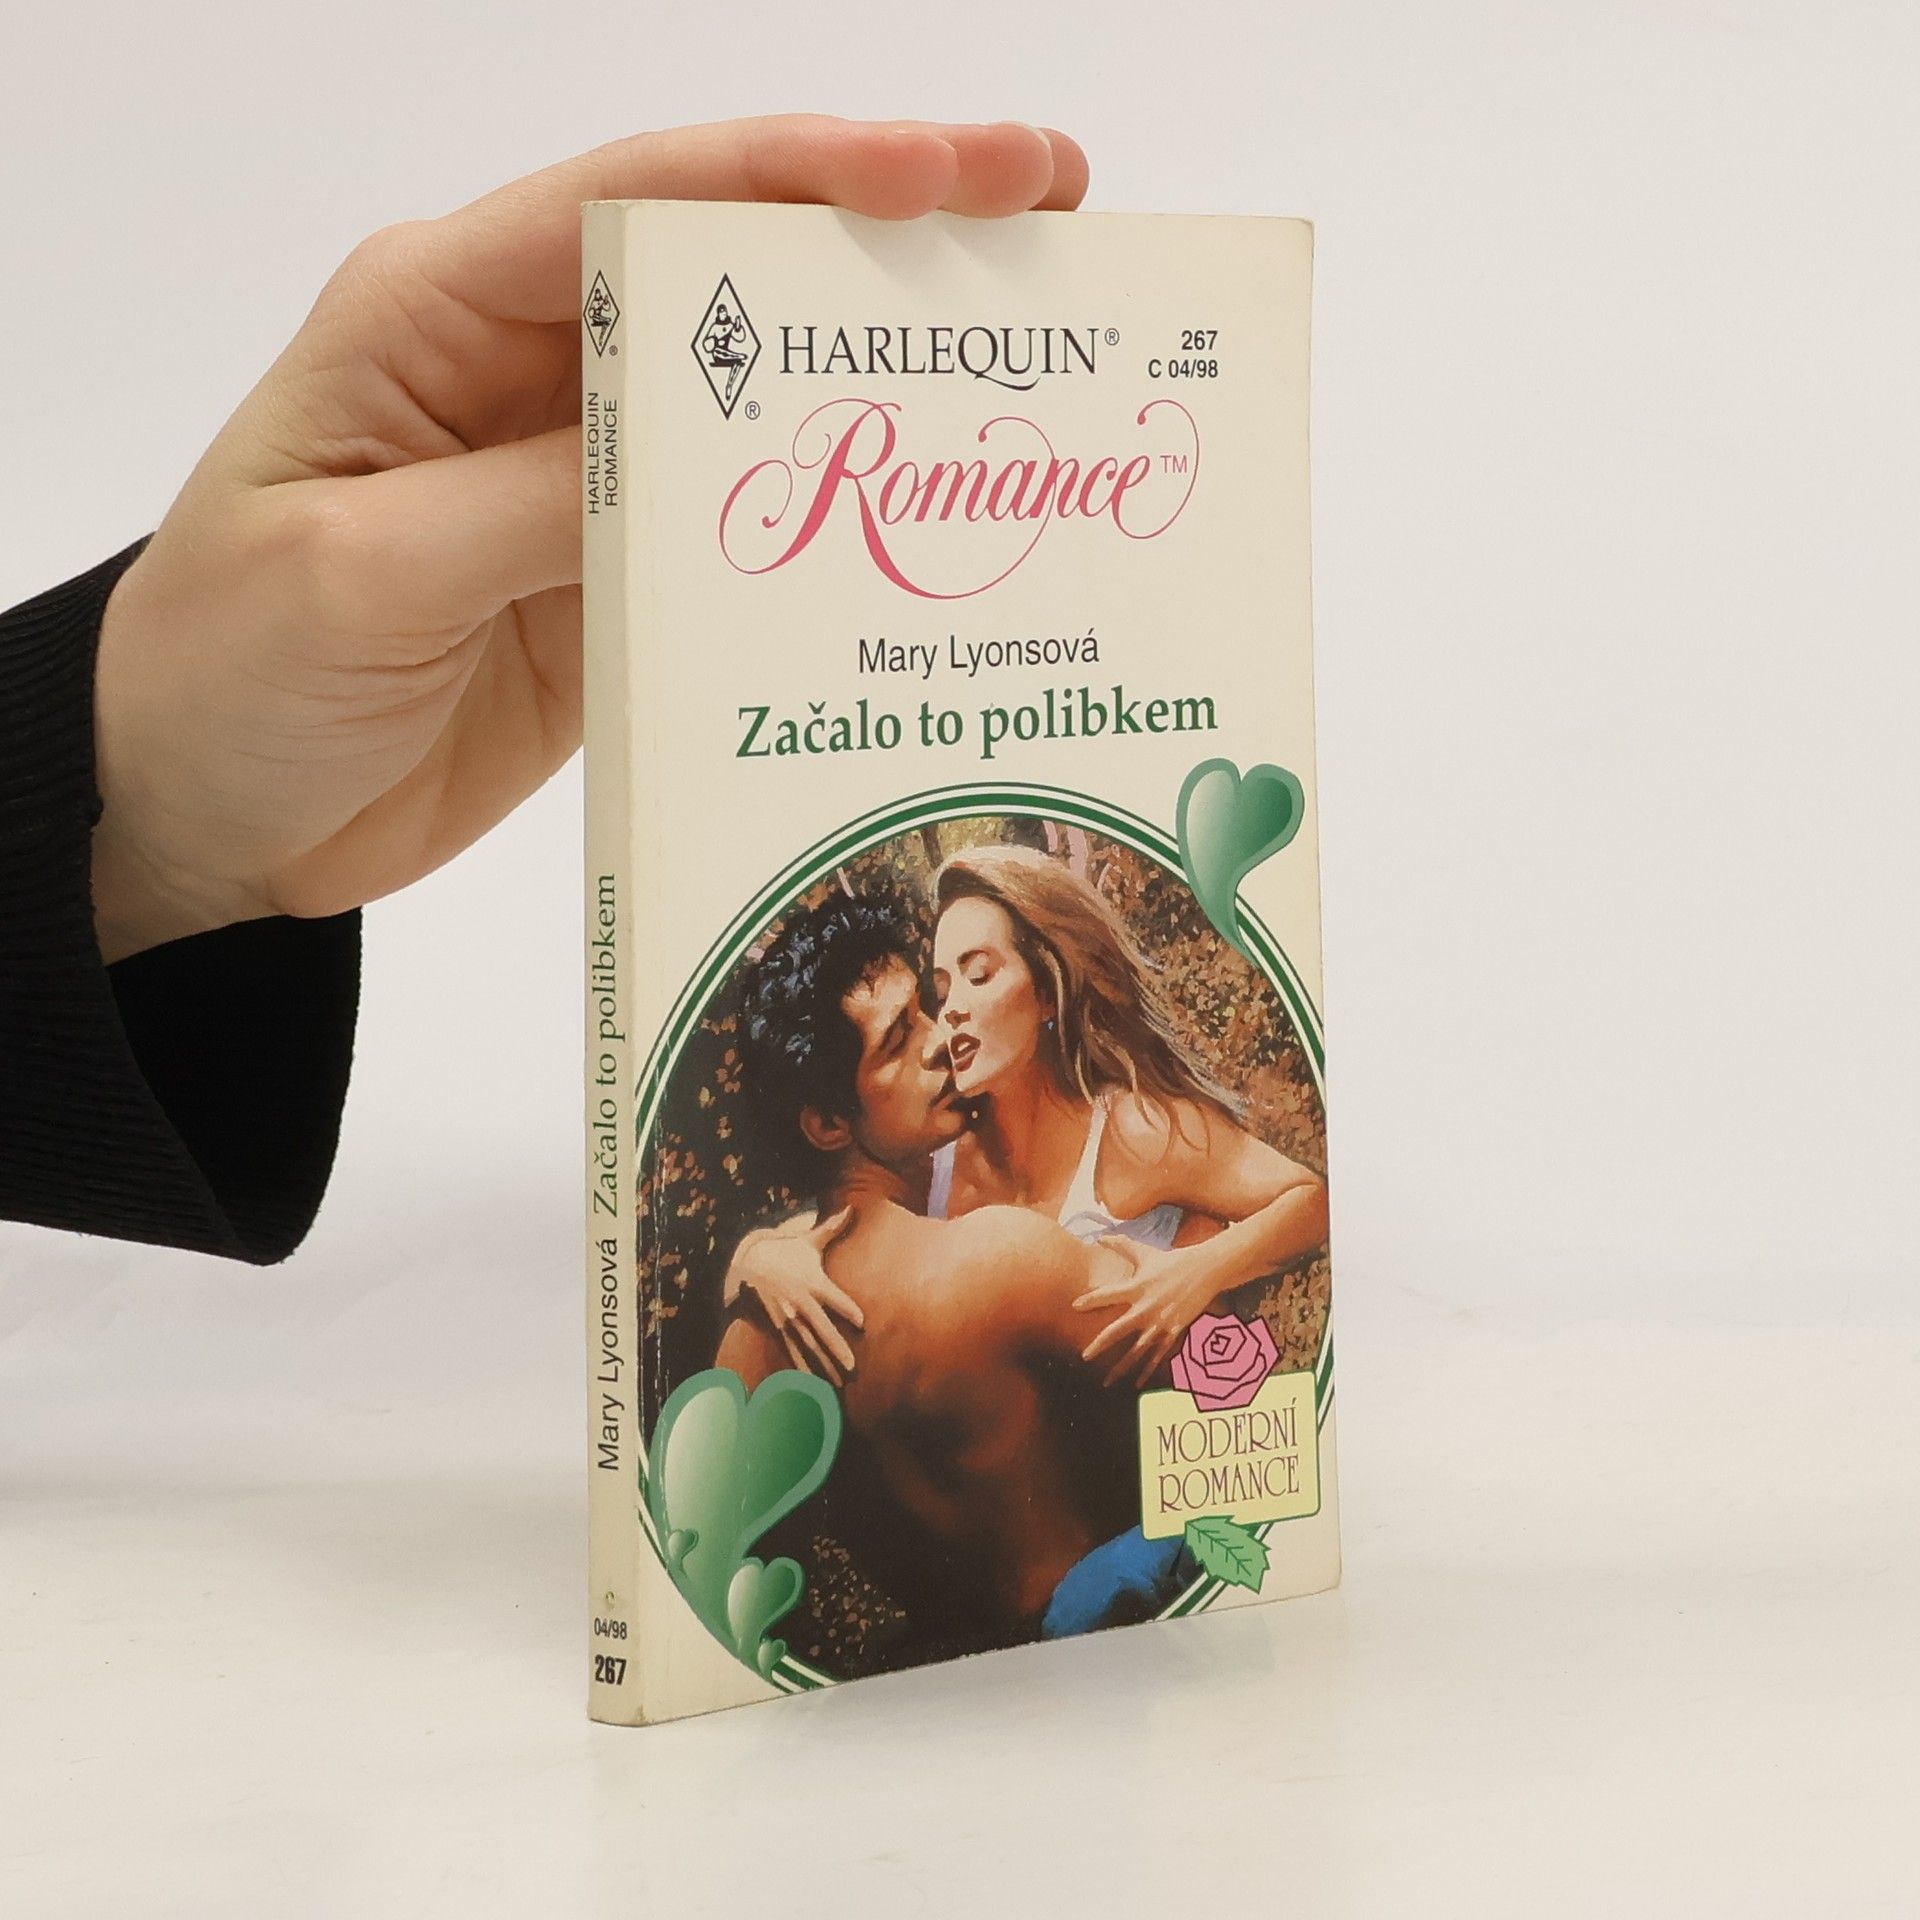 HARLEQUIN®
267
C 04/98
®
Romance™
Mary Lyonsová
Začalo to polibkem
MODERNÍ
ROMANCE
®
HARLEQUIN
ROMANCE
Mary Lyonsová Začalo to polibkem
04/98
267